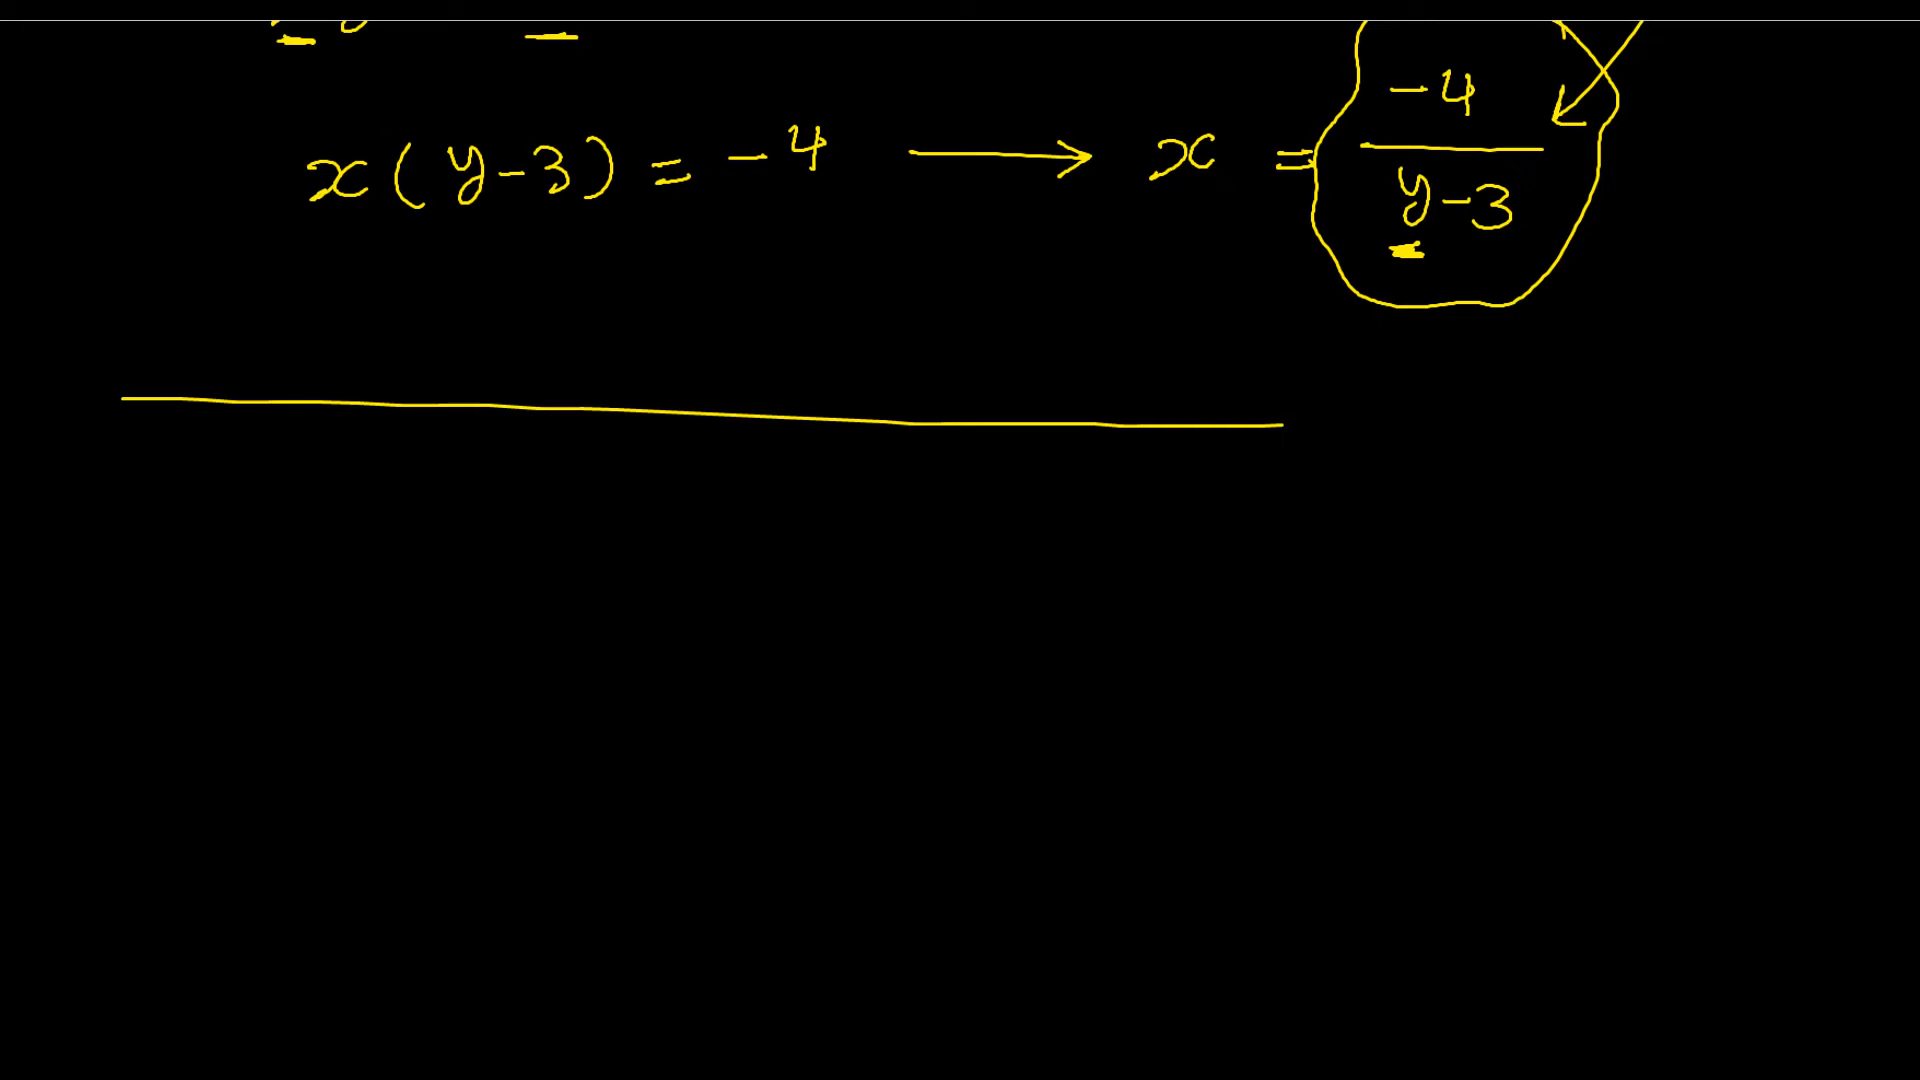 x(y-3) = -4 → x = -4/(y-3)